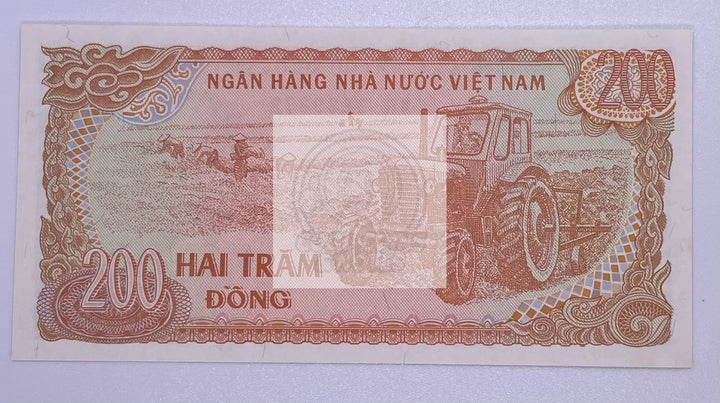 NGÂN HÀNG NHÀ NƯỚC VIỆT NAM
200
200
HAI TRĂM
ĐỒNG